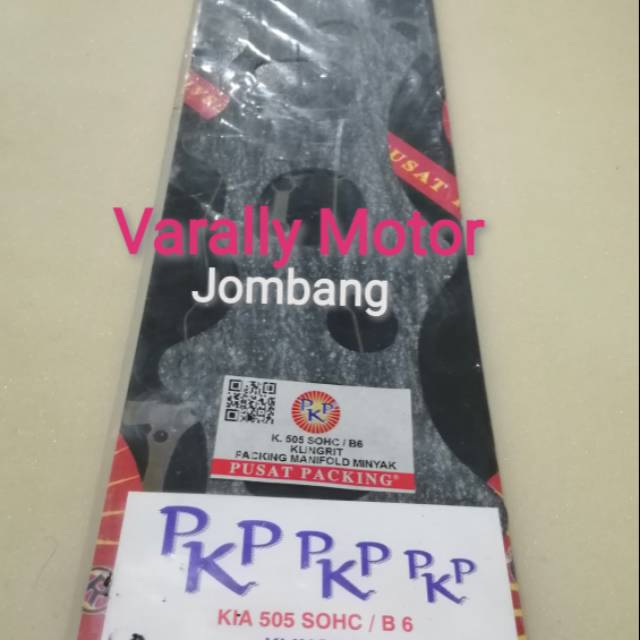 USAT
Varally Motor
Jombang
PKP
K. 505 SOHC / B6
KLINGRIT
PACKING MANIFOLD MINYAK
PUSAT PACKING®
PKP PKP PKP
KIA 505 SOHC / B 6